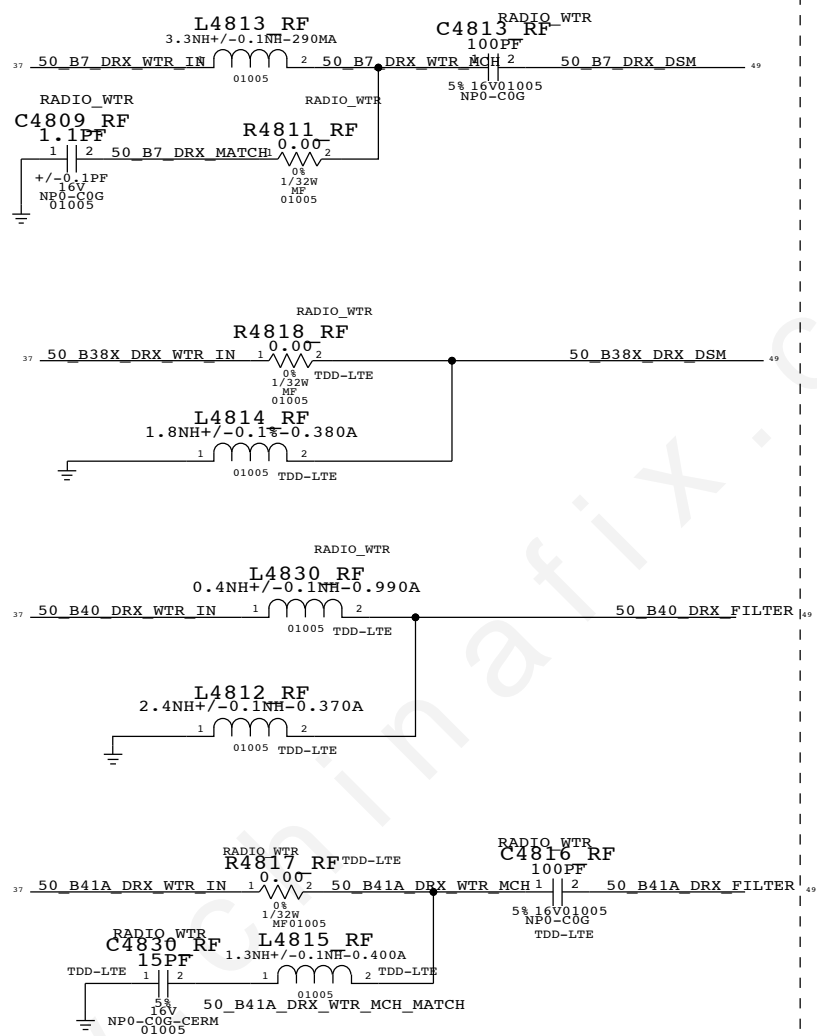 RADIO_WTR
L4813_RF
C4813_RF
3.3NH+/-0.1NH-290MA
100PF
37 50_B7_DRX_WTR_IN 1 2 50_B7_DRX_WTR_MCH 1 2 50_B7_DRX_DSM 49
01005
5% 16V01005
NP0-C0G
RADIO_WTR
RADIO_WTR
C4809_RF
R4811_RF
1.1PF
0.00
1 2 50_B7_DRX_MATCH 1 2
0%
+/-0.1PF
1/32W
16V
MF
NP0-C0G
01005
01005
RADIO_WTR
R4818_RF
0.00
37 50_B38X_DRX_WTR_IN 1 2 50_B38X_DRX_DSM 49
0%
TDD-LTE
1/32W
MF
01005
L4814_RF
1.8NH+/-0.1%-0.380A
1 2
01005 TDD-LTE
RADIO_WTR
L4830_RF
0.4NH+/-0.1NH-0.990A
37 50_B40_DRX_WTR_IN 1 2 50_B40_DRX_FILTER 49
01005 TDD-LTE
L4812_RF
2.4NH+/-0.1NH-0.370A
1 2
01005 TDD-LTE
RADIO_WTR
RADIO_WTR
R4817_RF TDD-LTE
C4816_RF
0.00
100PF
37 50_B41A_DRX_WTR_IN 1 2 50_B41A_DRX_WTR_MCH 1 2 50_B41A_DRX_FILTER 49
0%
1/32W
MF01005
5% 16V01005
NP0-C0G
TDD-LTE
RADIO_WTR
C4830_RF
L4815_RF
15PF
1.3NH+/-0.1NH-0.400A
TDD-LTE 1 2 1 2 TDD-LTE
01005
5%
50_B41A_DRX_WTR_MCH_MATCH
16V
NP0-C0G-CERM
01005
chinafix.c